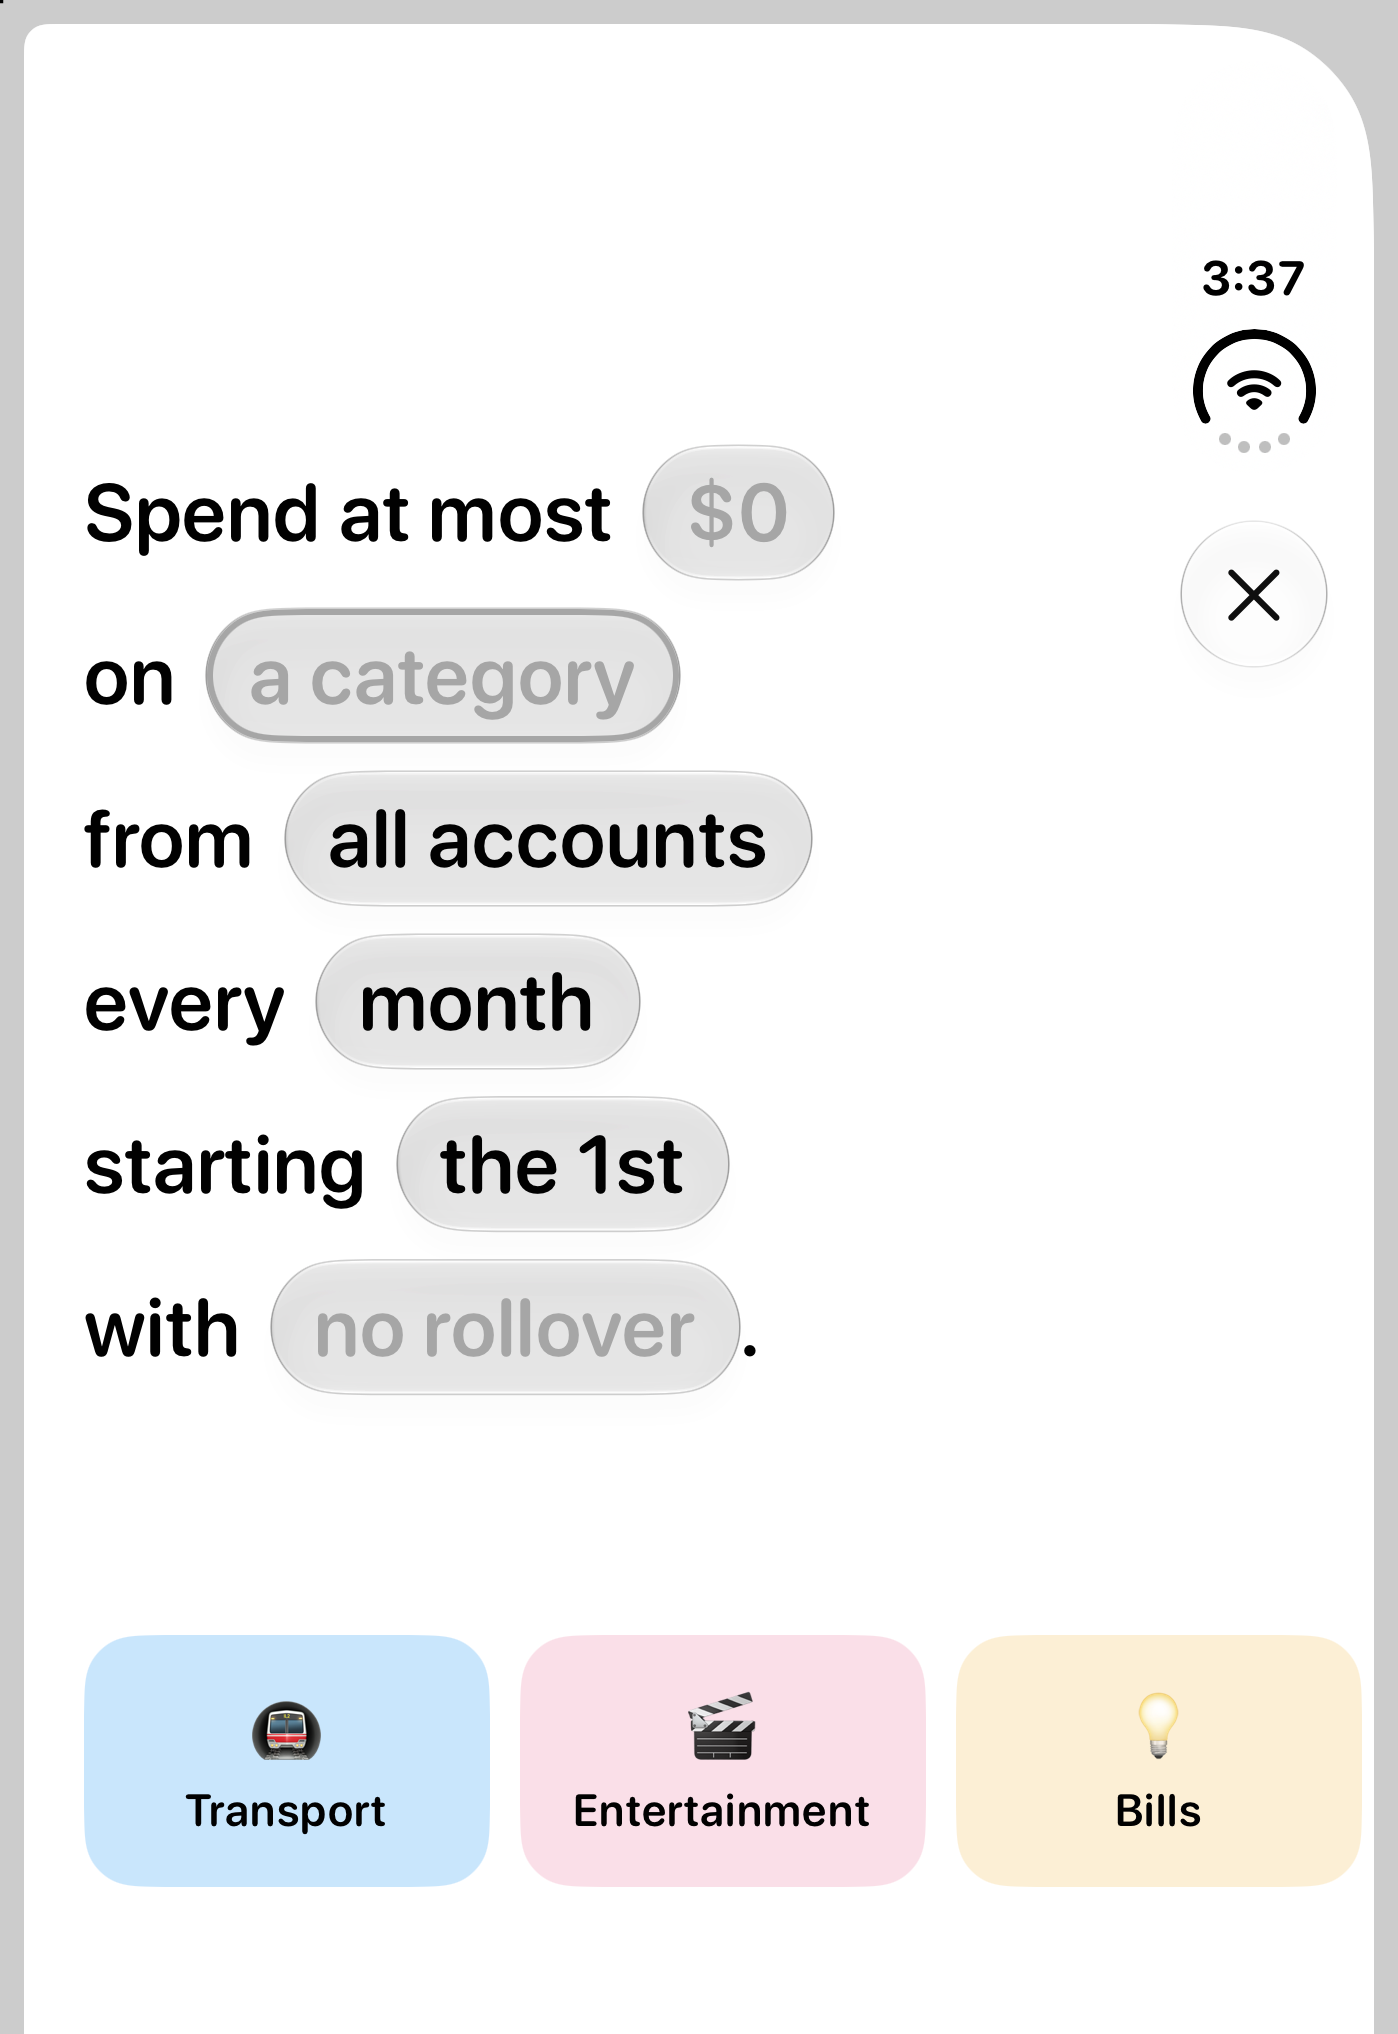 3:37
Spend at most $0
on a category
from all accounts
every month
starting the 1st
with no rollover.
Transport
Entertainment
Bills